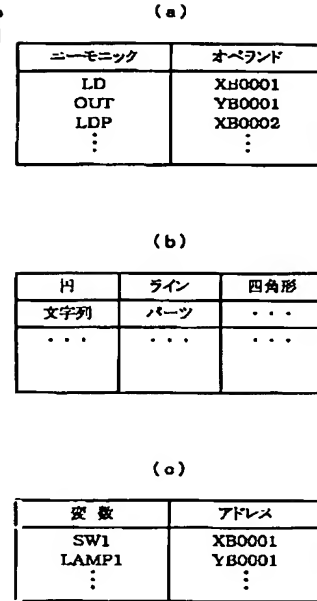 (a)
ニーモニック オペランド
LD XB0001
OUT YB0001
LDP XB0002
⋮ ⋮
(b)
円 ライン 四角形
文字列 パーツ ・・・
・・・ ・・・ ・・・
(c)
変数 アドレス
SW1 XB0001
LAMP1 YB0001
⋮ ⋮